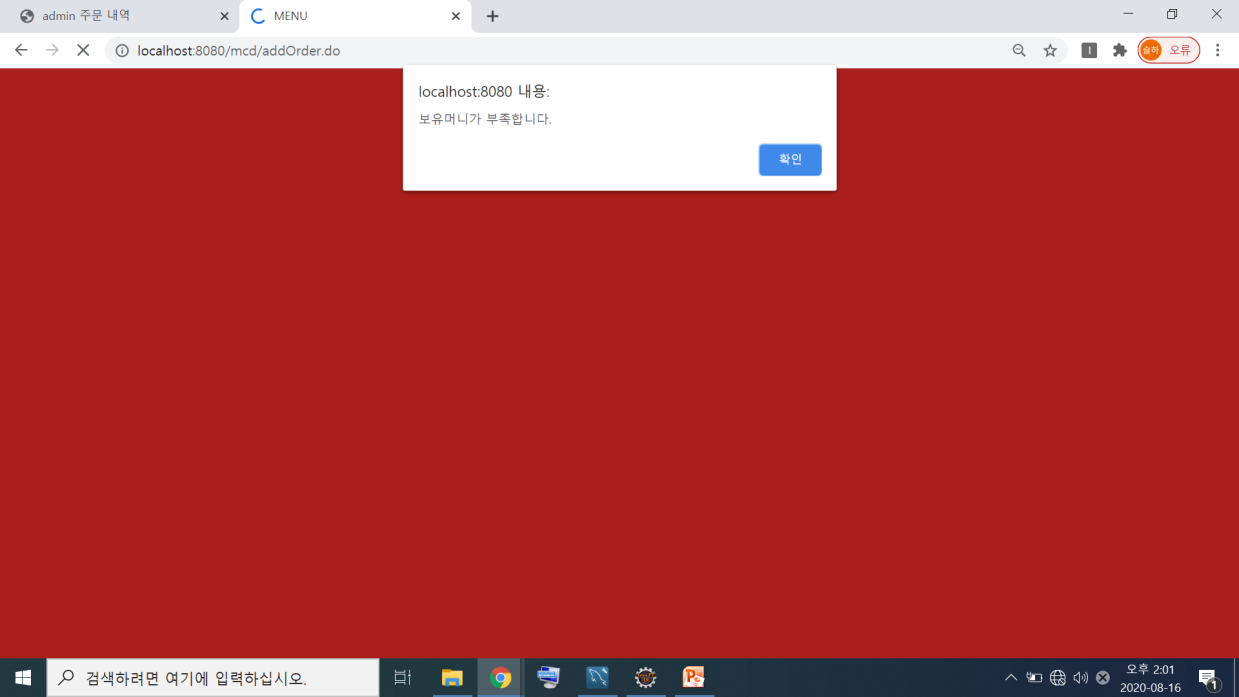 admin 주문 내역
MENU
localhost:8080/mcd/addOrder.do
I
슬하 오류
localhost:8080 내용:
보유머니가 부족합니다.
확인
검색하려면 여기에 입력하십시오.
오후 2:01
2020-08-16
1